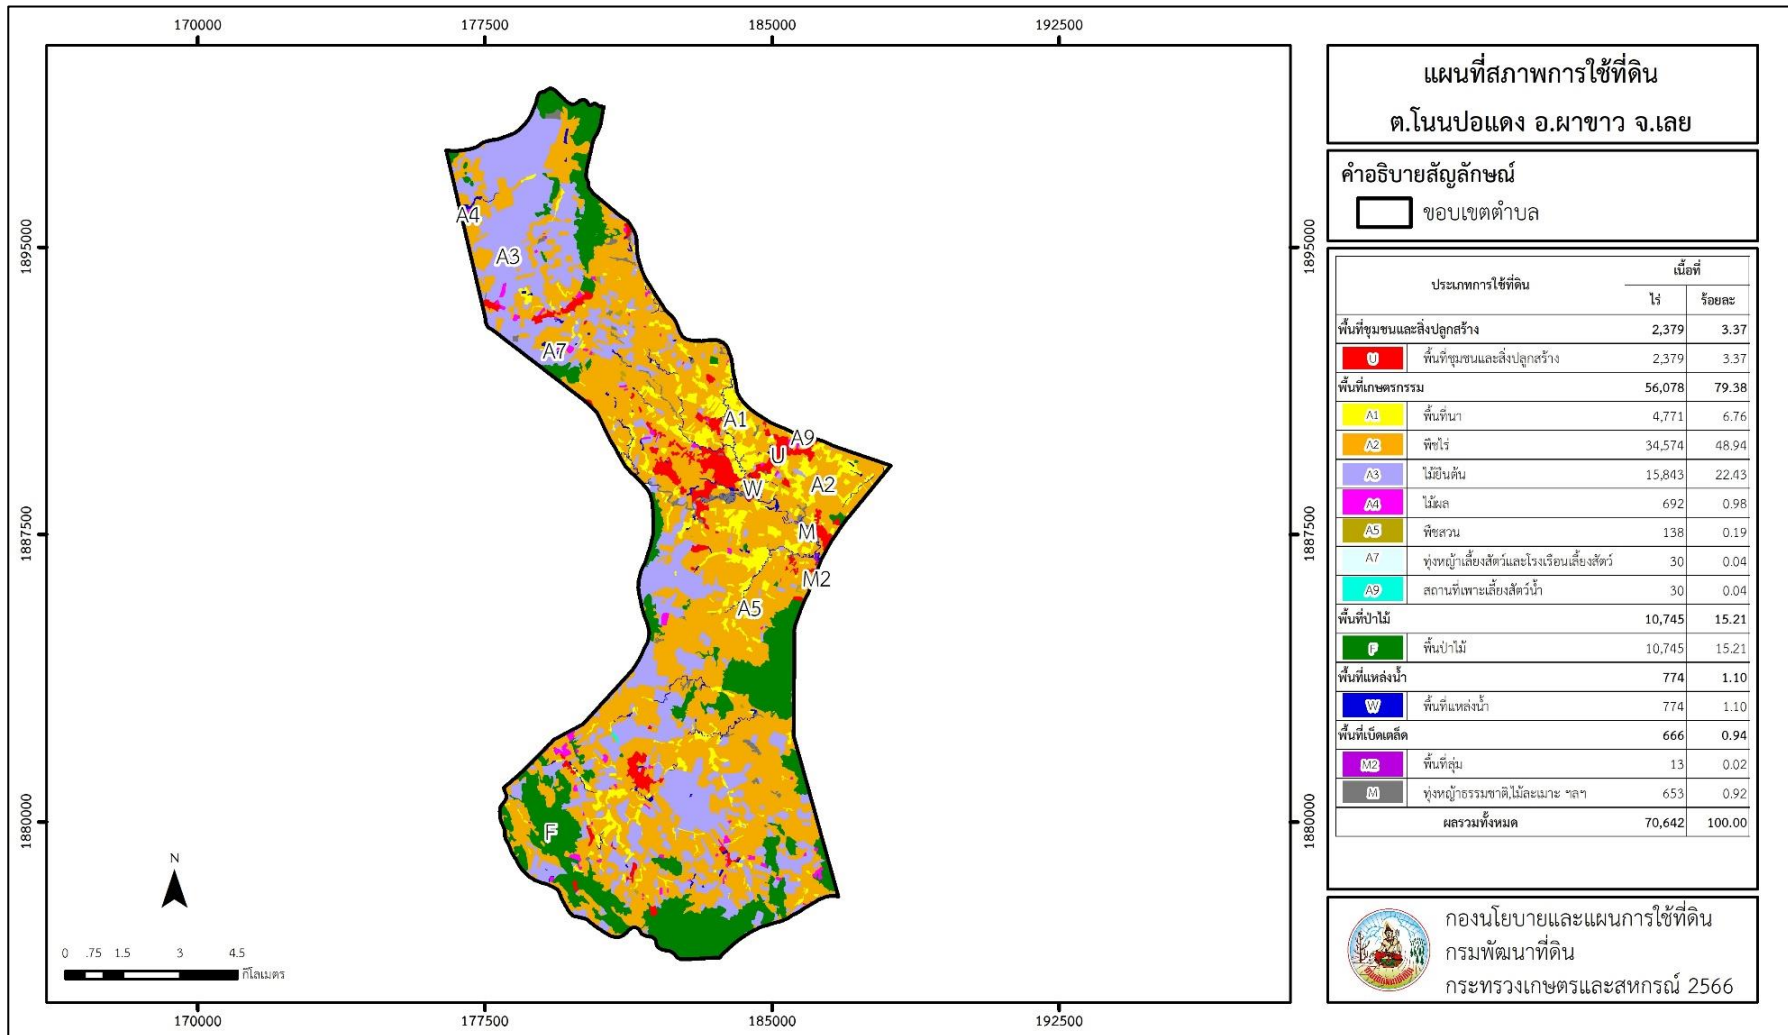 170000 177500 185000 192500
1895000 1895000
1887500 1887500
1880000 1880000
170000 177500 185000 192500
A4
A3
A7
A1
A9
U
W
A2
M
M2
A5
F
N
0 .75 1.5 3 4.5
กิโลเมตร
แผนที่สภาพการใช้ที่ดิน
ต.โนนปอแดง อ.ผาขาว จ.เลย
คำอธิบายสัญลักษณ์
ขอบเขตตำบล
ประเภทการใช้ที่ดิน เนื้อที่
ไร่ ร้อยละ
พื้นที่ชุมชนและสิ่งปลูกสร้าง 2,379 3.37
U พื้นที่ชุมชนและสิ่งปลูกสร้าง 2,379 3.37
พื้นที่เกษตรกรรม 56,078 79.38
A1 พื้นที่นา 4,771 6.76
A2 พืชไร่ 34,574 48.94
A3 ไม้ยืนต้น 15,843 22.43
A4 ไม้ผล 692 0.98
A5 พืชสวน 138 0.19
A7 ทุ่งหญ้าเลี้ยงสัตว์และโรงเรือนเลี้ยงสัตว์ 30 0.04
A9 สถานที่เพาะเลี้ยงสัตว์น้ำ 30 0.04
พื้นที่ป่าไม้ 10,745 15.21
F พื้นป่าไม้ 10,745 15.21
พื้นที่แหล่งน้ำ 774 1.10
W พื้นที่แหล่งน้ำ 774 1.10
พื้นที่เบ็ดเตล็ด 666 0.94
M2 พื้นที่ลุ่ม 13 0.02
M ทุ่งหญ้าธรรมชาติ,ไม้ละเมาะ ฯลฯ 653 0.92
ผลรวมทั้งหมด 70,642 100.00
กองนโยบายและแผนการใช้ที่ดิน
กรมพัฒนาที่ดิน
กระทรวงเกษตรและสหกรณ์ 2566